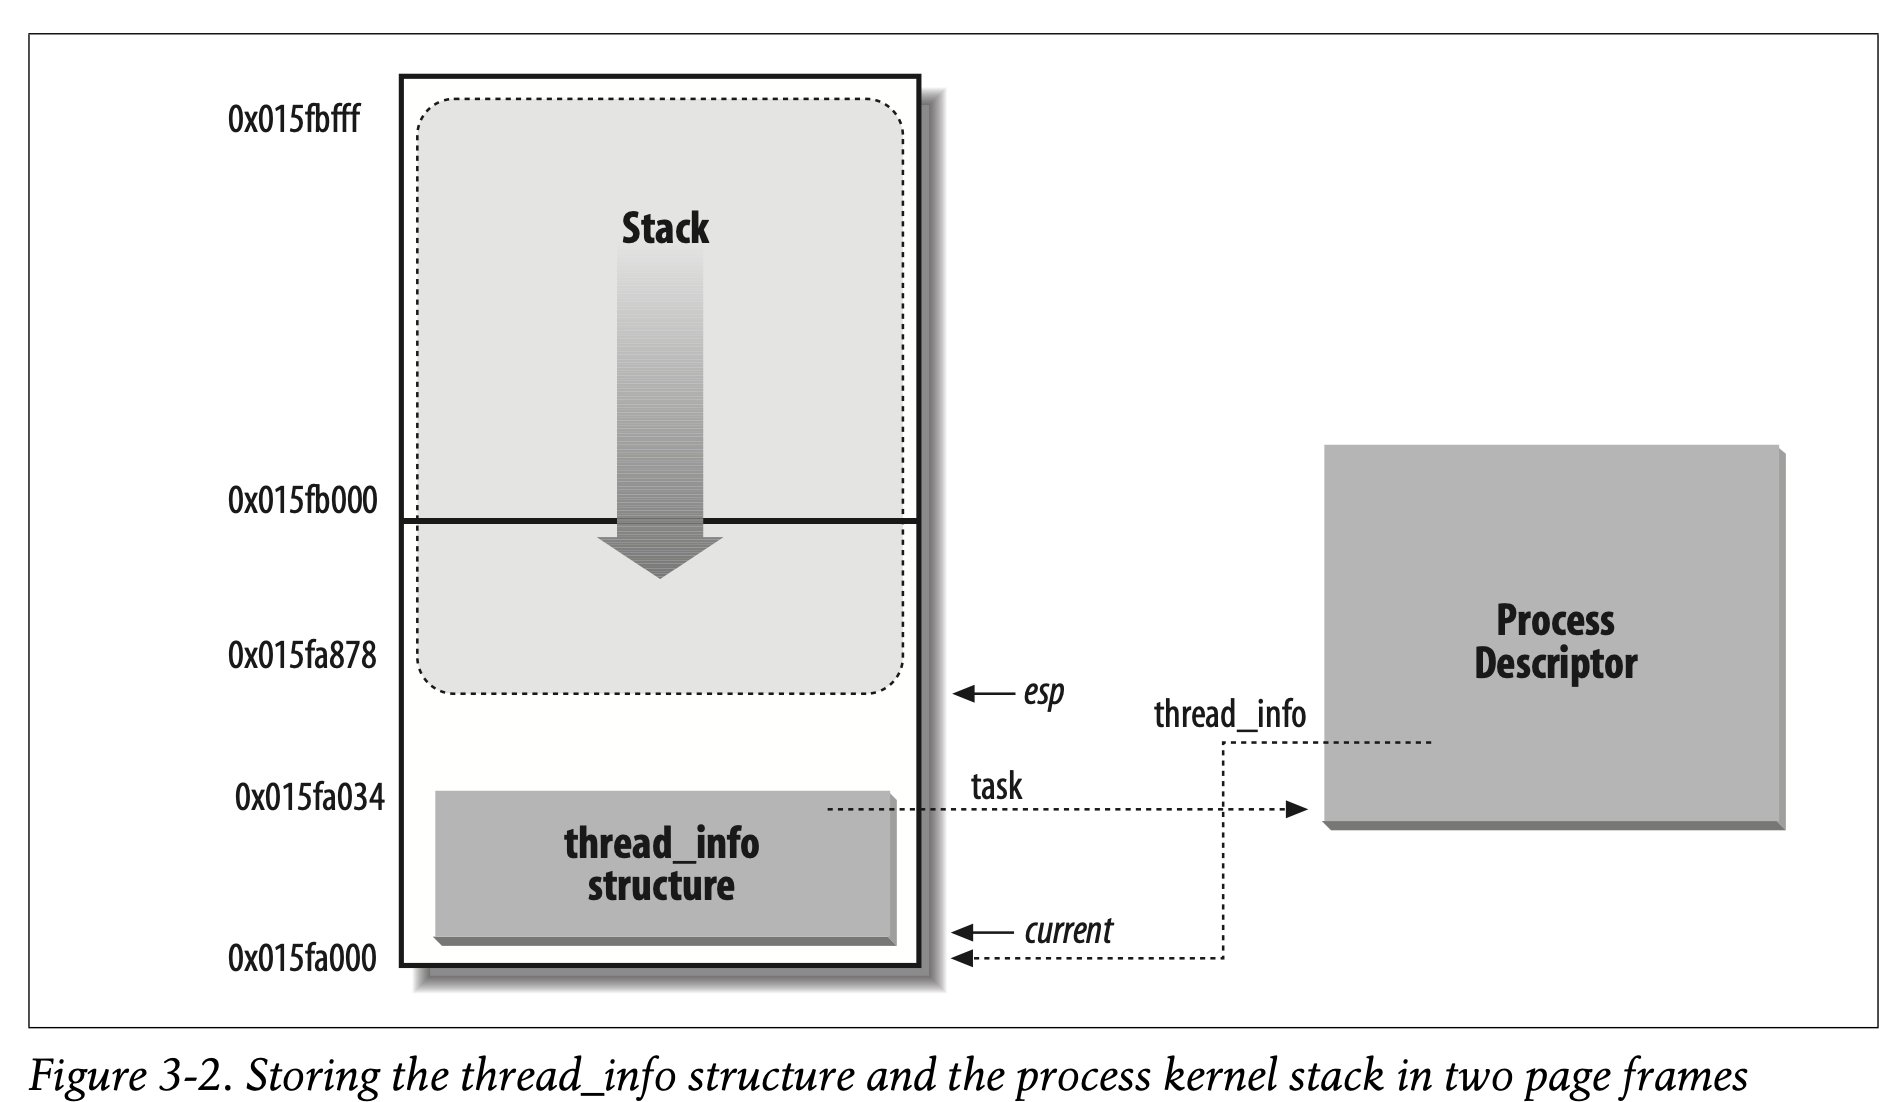 0x015fbfff
Stack
0x015fb000
0x015fa878
esp
Process
Descriptor
thread_info
task
0x015fa034
thread_info
structure
current
0x015fa000
Figure 3-2. Storing the thread_info structure and the process kernel stack in two page frames